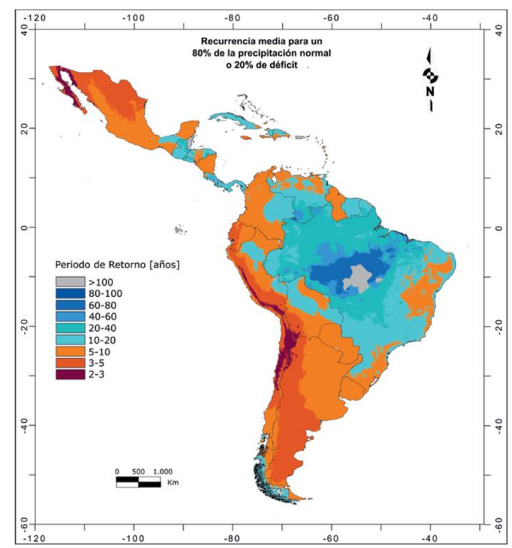 -120 -100 -80 -60 -40
40 40
Recurrencia media para un
80% de la precipitación normal
o 20% de déficit
N
20 20
0 0
Periodo de Retorno [años]
>100
80-100
60-80
40-60
20-40
10-20
5-10
3-5
2-3
-20
-40 -40
0 500 1.000
Km
-60 -60
-120 -100 -80 -60 -40